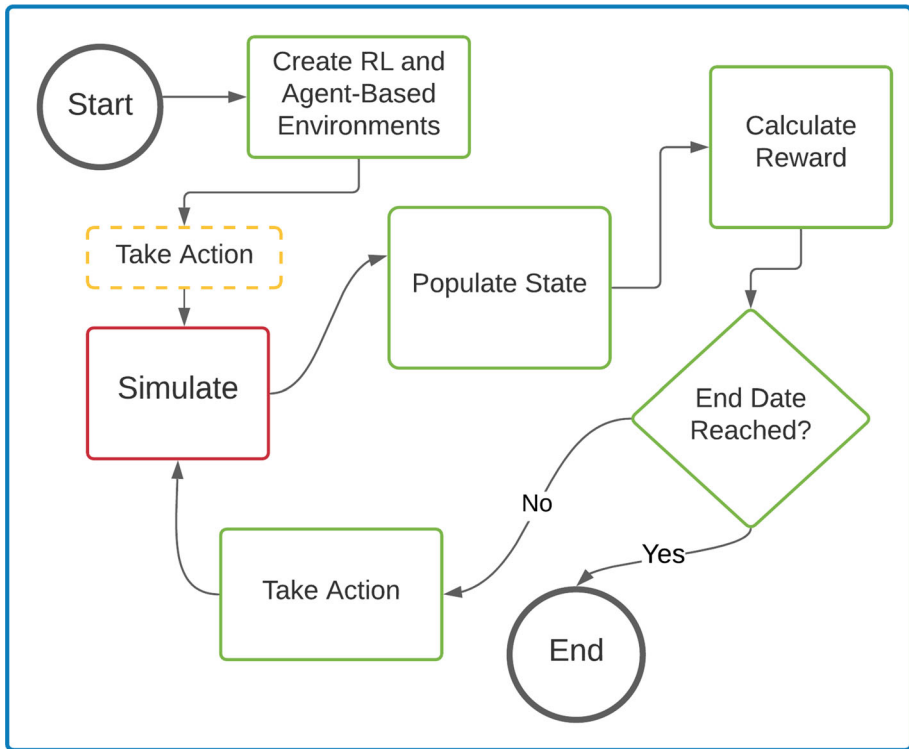 Start
Create RL and
Agent-Based
Environments
Take Action
Simulate
Populate State
Calculate
Reward
End Date
Reached?
No
Yes
Take Action
End